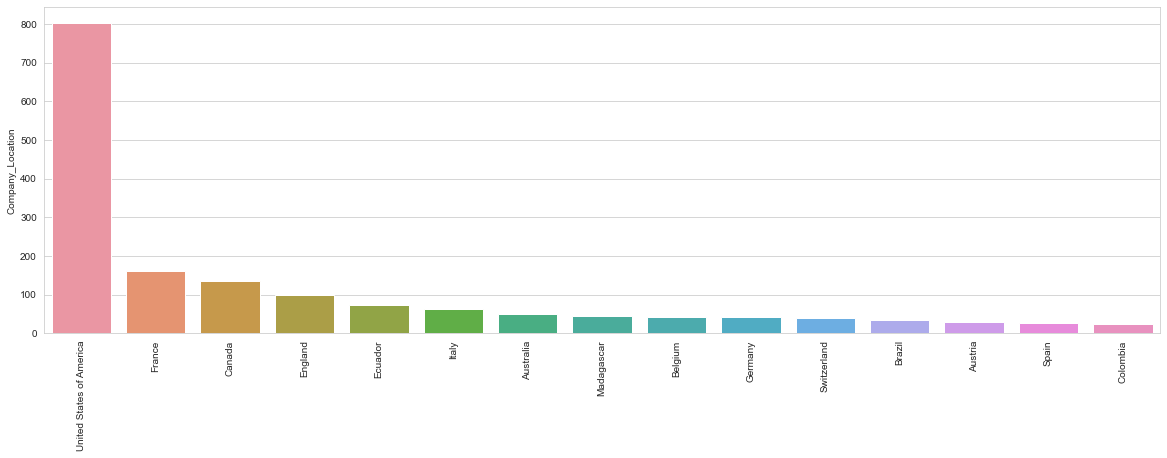 800
700
600
500
400
300
200
100
0
Company_Location
United States of America
France
Canada
England
Ecuador
Italy
Australia
Madagascar
Belgium
Germany
Switzerland
Brazil
Austria
Spain
Colombia